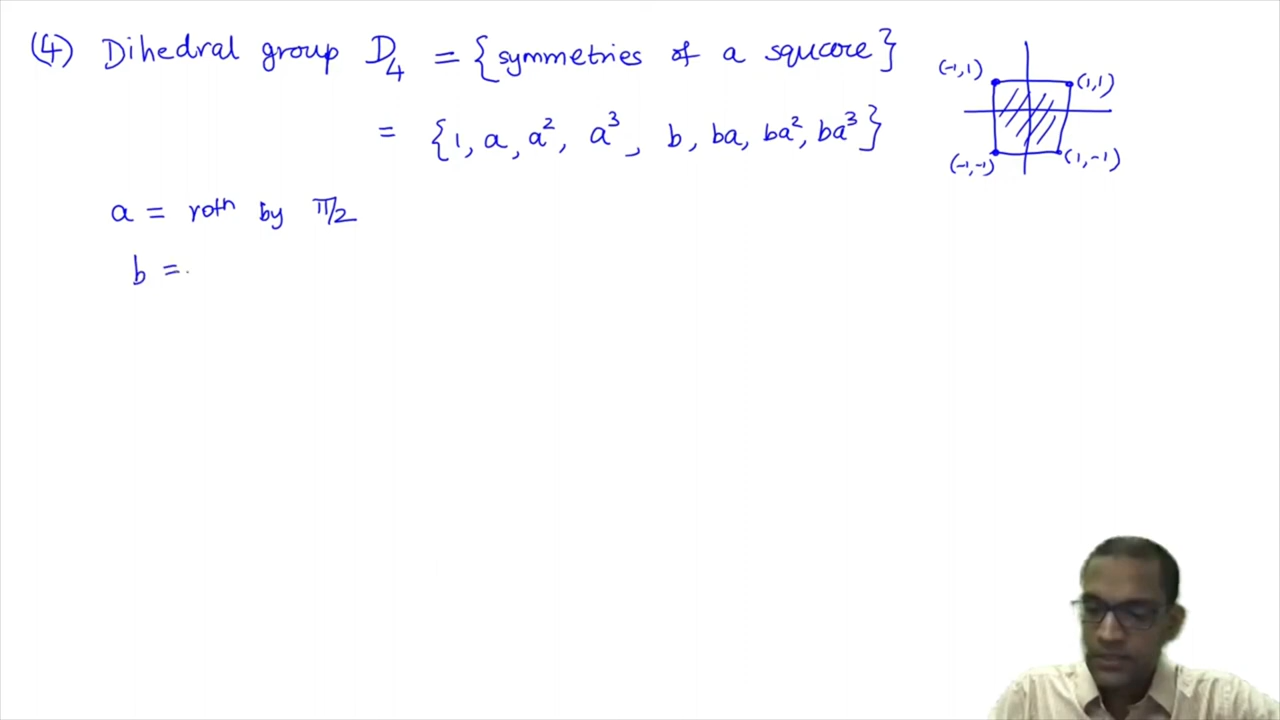 (4) Dihedral group D₄ = {symmetries of a square}
= {1, a, a², a³, b, ba, ba², ba³}
(-1,1) (1,1)
(-1,-1) (1,-1)
a = rotn by π/2
b =